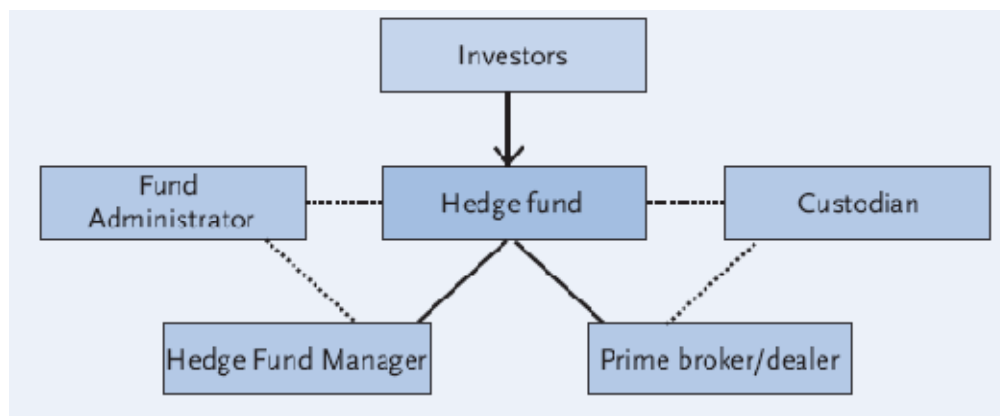 Investors
Fund
Administrator
Hedge fund
Custodian
Hedge Fund Manager
Prime broker/dealer